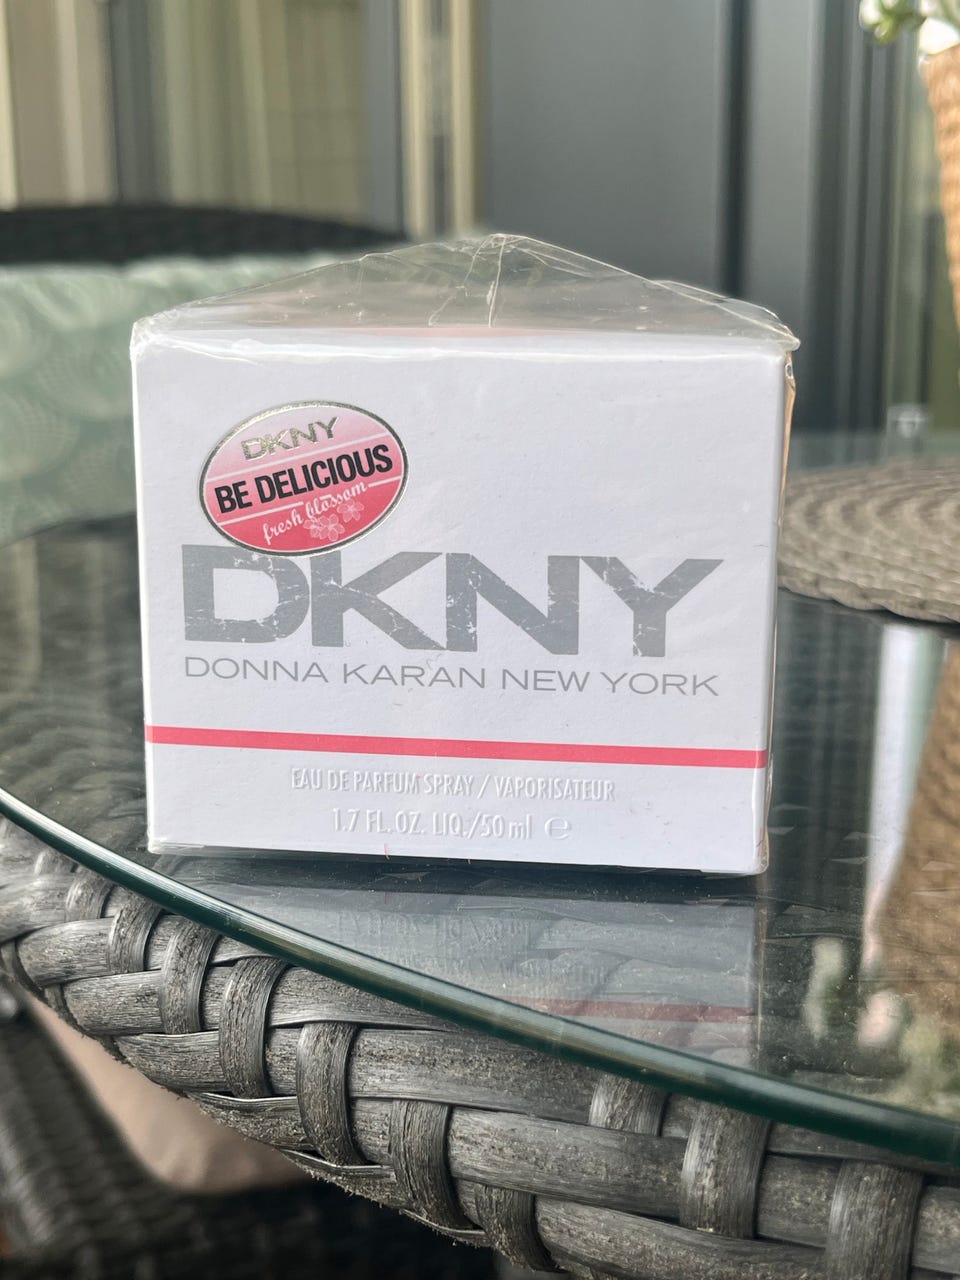 DKNY
BE DELICIOUS
fresh blossom
DKNY
DONNA KARAN NEW YORK
EAU DE PARFUM SPRAY / VAPORISATEUR
1.7 FL. OZ. LIQ./50 ml ℮